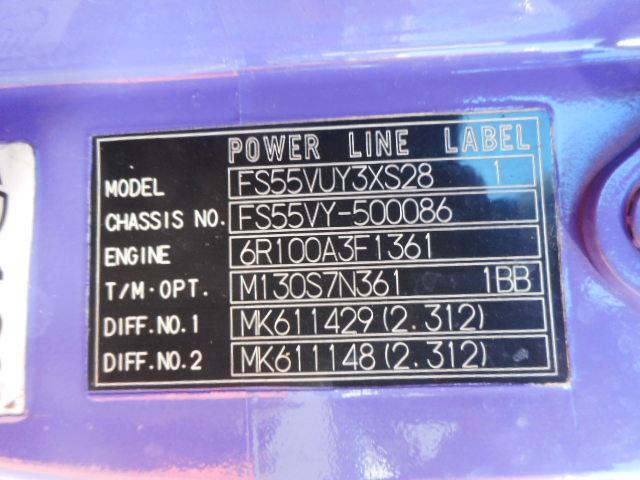 POWER LINE LABEL
MODEL FS55VUY3XS28 1
CHASSIS NO. FS55VY-500086
ENGINE 6R100A3F1361
T/M·OPT. M130S7N361 1BB
DIFF.NO.1 MK611429(2.312)
DIFF.NO.2 MK611148(2.312)